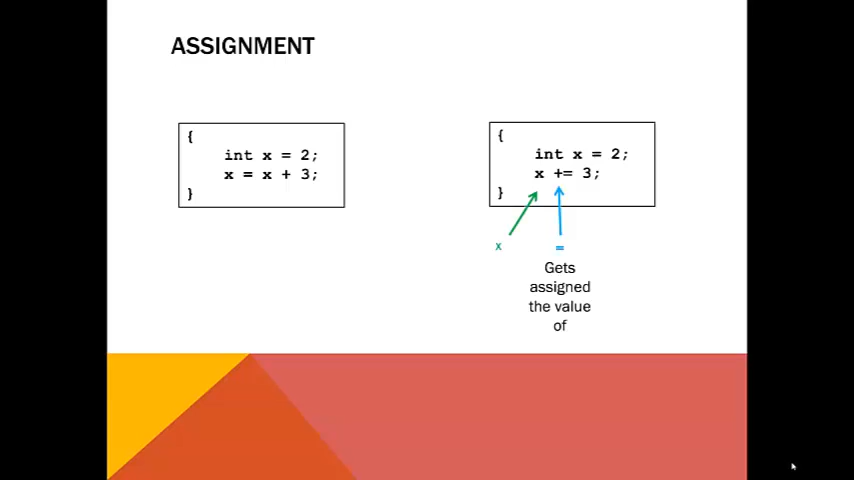 ASSIGNMENT
{
int x = 2;
x = x + 3;
}
{
int x = 2;
x += 3;
}
x
=
Gets
assigned
the value
of